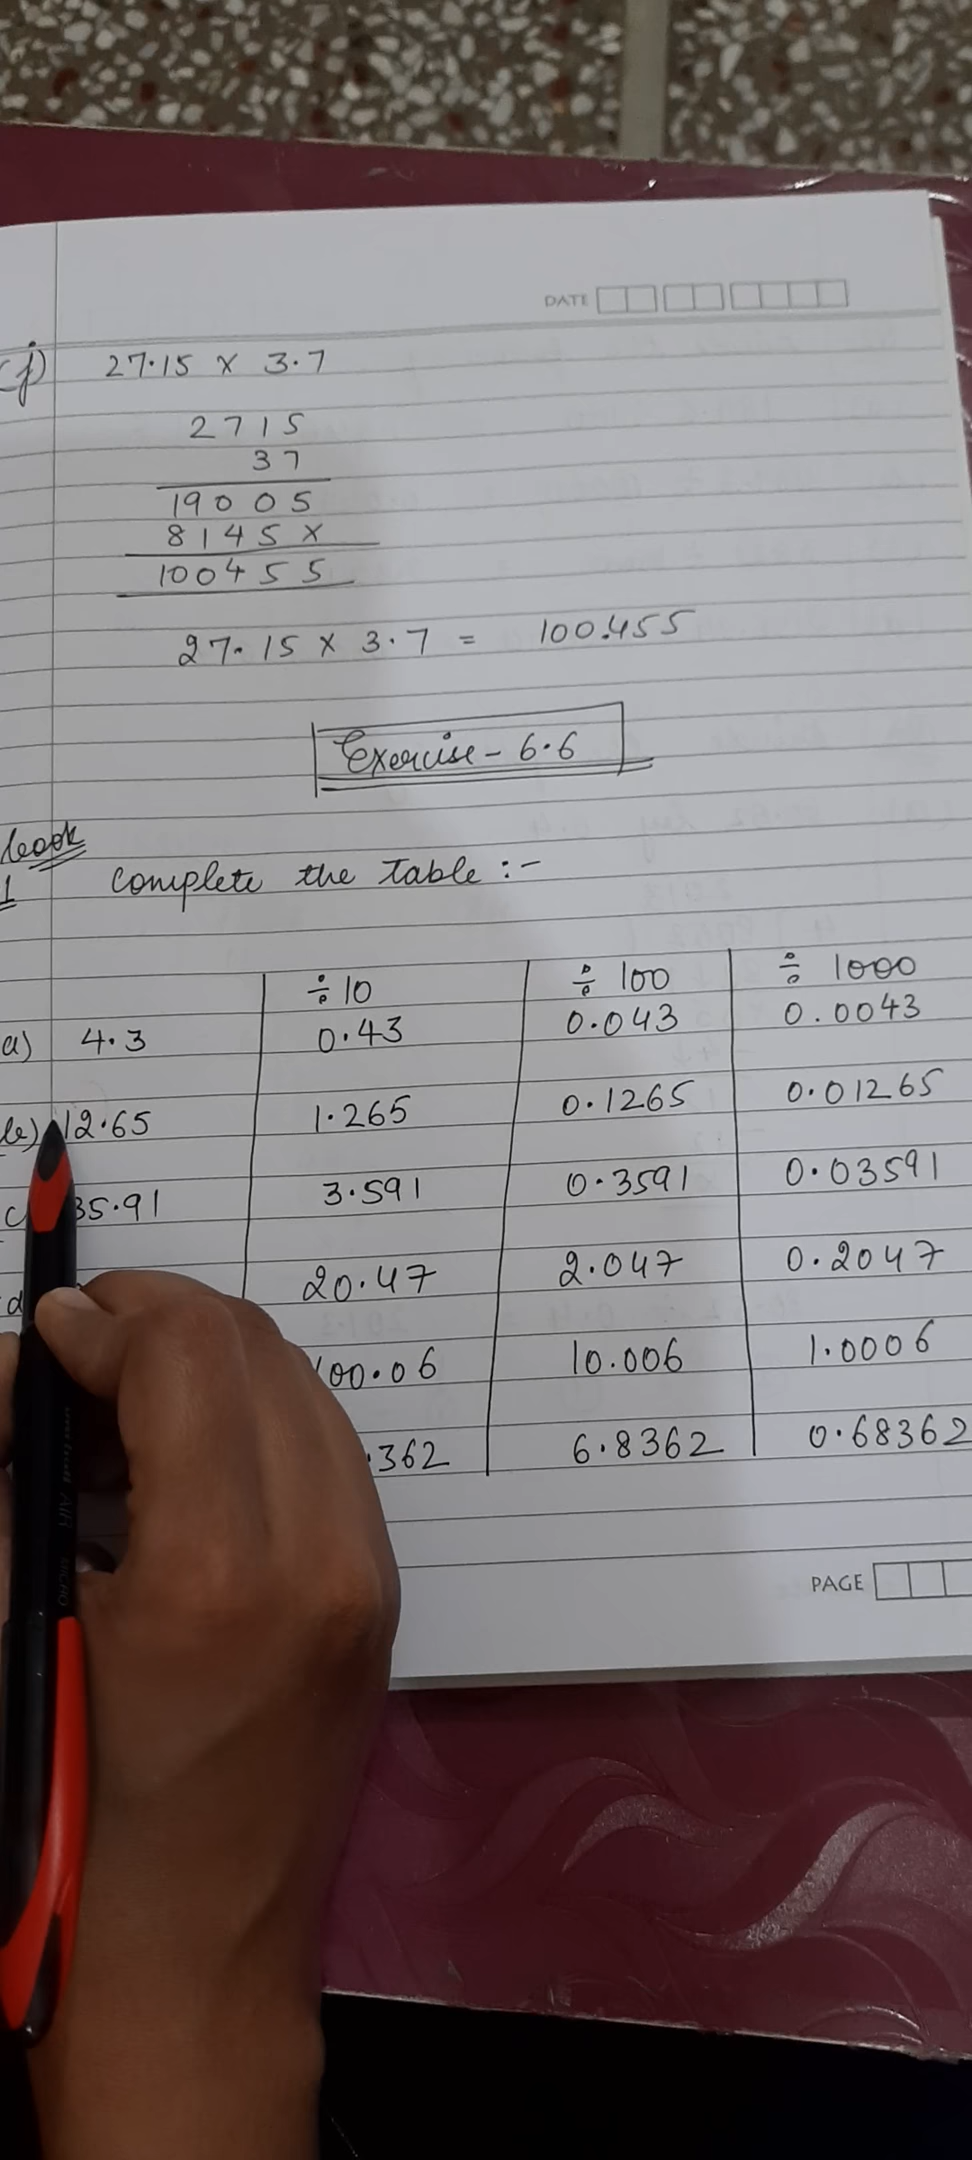 DATE
(j) 27.15 × 3.7
2715
37
19005
8145×
100455
27.15 × 3.7 = 100.455
Exercise - 6.6
book
1 complete the table :-
÷ 10 ÷ 100 ÷ 1000
a) 4.3 0.43 0.043 0.0043
b) 12.65 1.265 0.1265 0.01265
c) 35.91 3.591 0.3591 0.03591
d 20.47 2.047 0.2047
100.06 10.006 1.0006
.362 6.8362 0.68362
PAGE